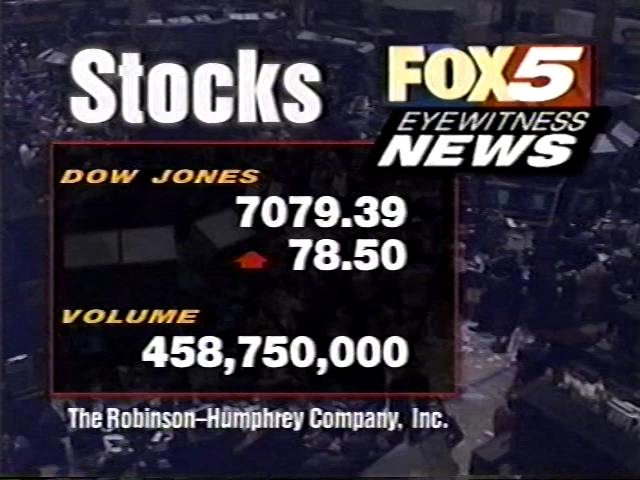 Stocks
FOX5
EYEWITNESS
NEWS
DOW JONES
7079.39
78.50
VOLUME
458,750,000
The Robinson–Humphrey Company, Inc.